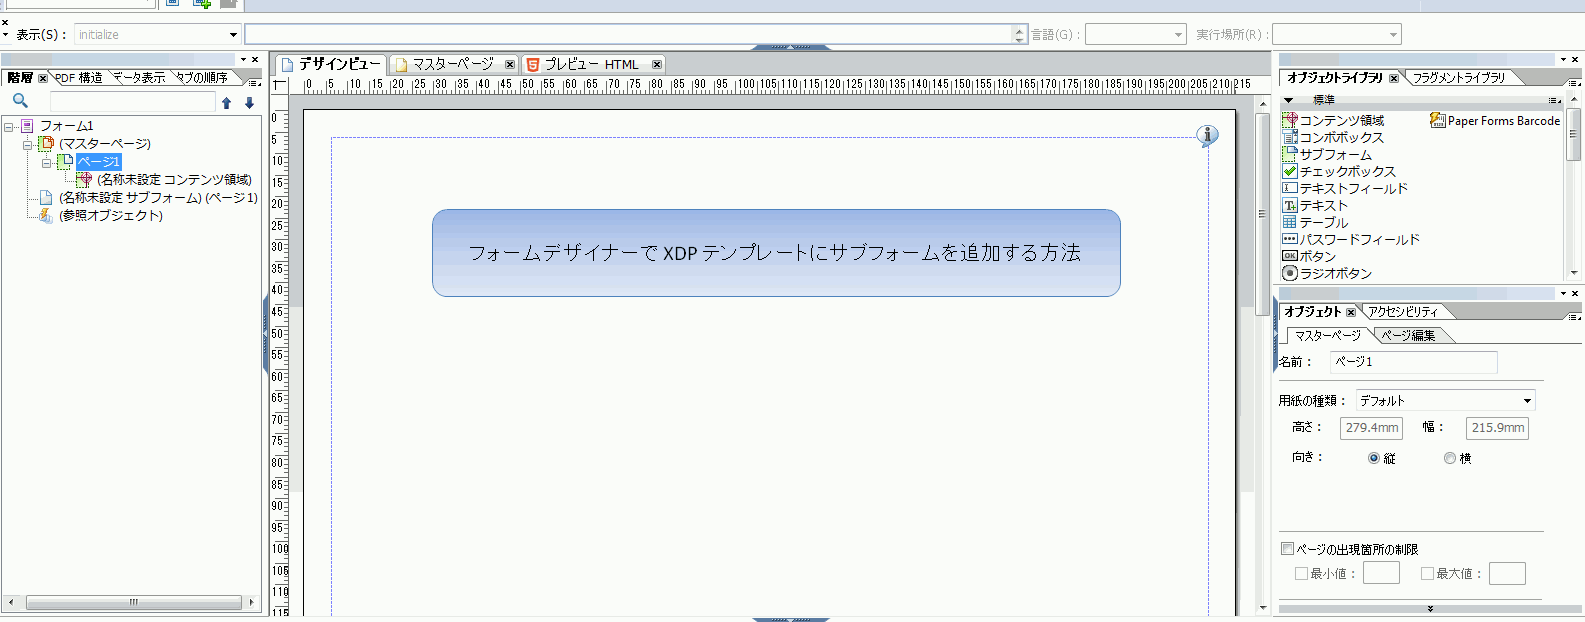 表示(S)： initialize 言語(G)： 実行場所(R)：
階層 PDF 構造 データ表示 タブの順序
フォーム1
(マスターページ)
ページ1
(名称未設定 コンテンツ領域)
(名称未設定 サブフォーム) (ページ1)
(参照オブジェクト)
デザインビュー マスターページ プレビュー HTML
0 5 10 15 20 25 30 35 40 45 50 55 60 65 70 75 80 85 90 95 100 105 110 115 120 125 130 135 140 145 150 155 160 165 170 175 180 185 190 195 200 205 210 215
0
5
10
15
20
25
30
35
40
45
50
55
60
65
70
75
80
85
90
95
100
105
110
115
フォームデザイナーで XDP テンプレートにサブフォームを追加する方法
オブジェクトライブラリ フラグメントライブラリ
標準
コンテンツ領域 Paper Forms Barcode
コンボボックス
サブフォーム
チェックボックス
テキストフィールド
テキスト
テーブル
パスワードフィールド
ボタン
ラジオボタン
オブジェクト アクセシビリティ
マスターページ ページ編集
名前： ページ1
用紙の種類： デフォルト
高さ： 279.4mm 幅： 215.9mm
向き： 縦 横
ページの出現箇所の制限
最小値： 最大値：